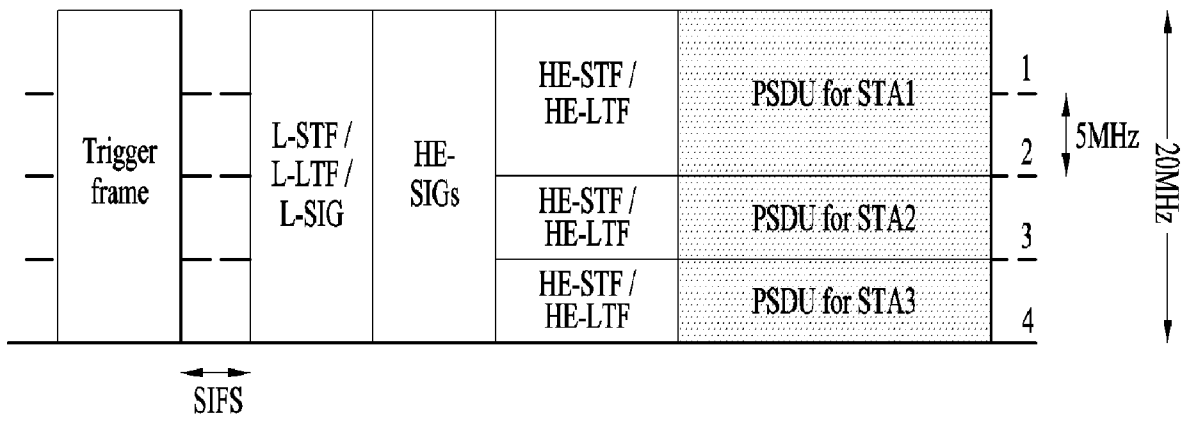 Trigger
frame
SIFS
L-STF /
L-LTF /
L-SIG
HE-
SIGs
HE-STF /
HE-LTF
HE-STF /
HE-LTF
HE-STF /
HE-LTF
PSDU for STA1
PSDU for STA2
PSDU for STA3
1
2
3
4
5MHz
20MHz